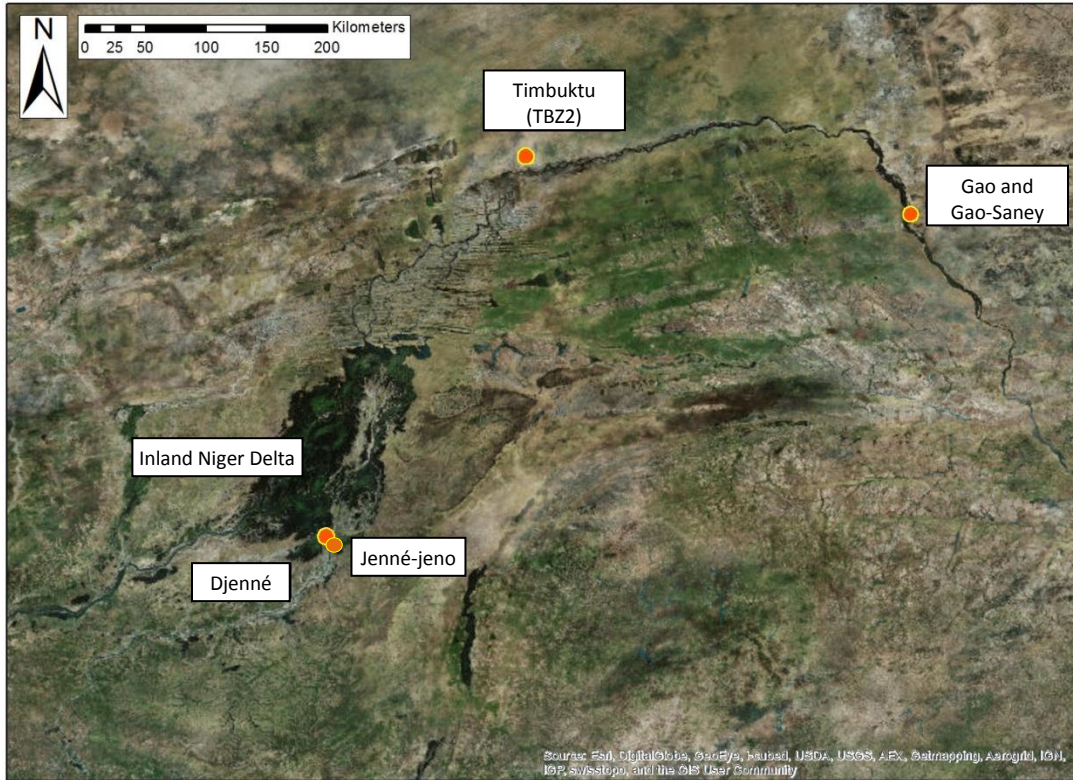 N
Kilometers
0 25 50 100 150 200
Timbuktu
(TBZ2)
Gao and
Gao-Saney
Inland Niger Delta
Jenné-jeno
Djenné
Source: Esri, DigitalGlobe, GeoEye, i-cubed, USDA, USGS, AEX, Getmapping, Aerogrid, IGN,
IGP, swisstopo, and the GIS User Community